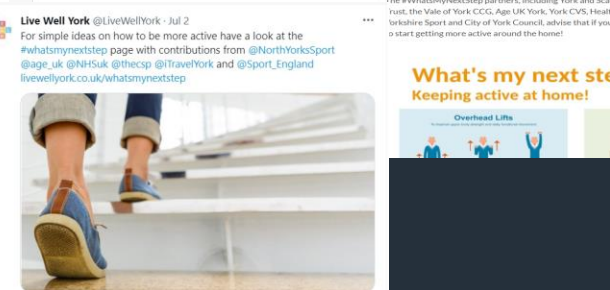 Live Well York @LiveWellYork · Jul 2
For simple ideas on how to be more active have a look at the
#whatsmynextstep page with contributions from @NorthYorksSport
@age_uk @NHSuk @thecsp @iTravelYork and @Sport_England
livewellyork.co.uk/whatsmynextstep
rust, the Vale of York CCG, Age UK York, York CVS, Healt
orkshire Sport and City of York Council, advise that if you
o start getting more active around the home!
What's my next ste
Keeping active at home!
Overhead Lifts